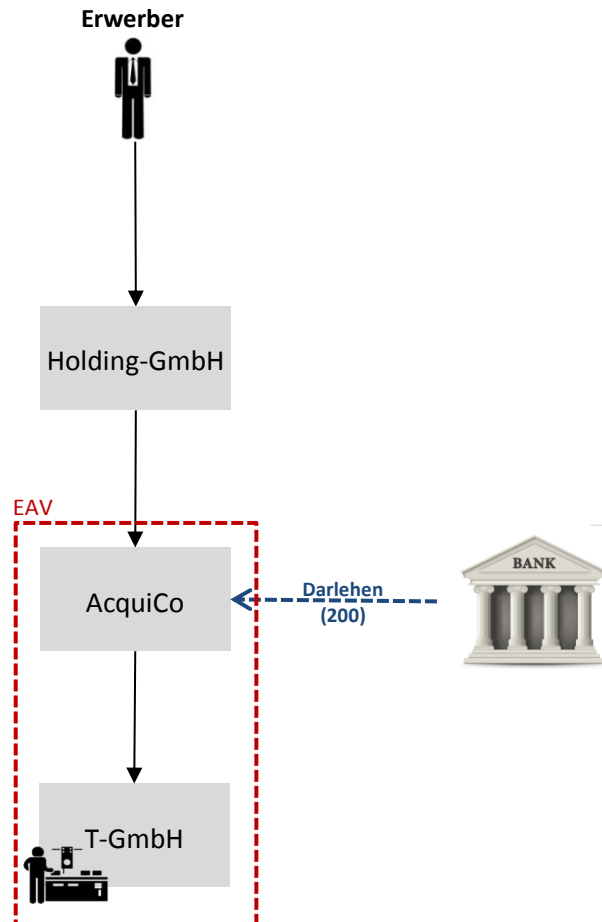 Erwerber
Holding-GmbH
EAV
AcquiCo
Darlehen
(200)
BANK
T-GmbH